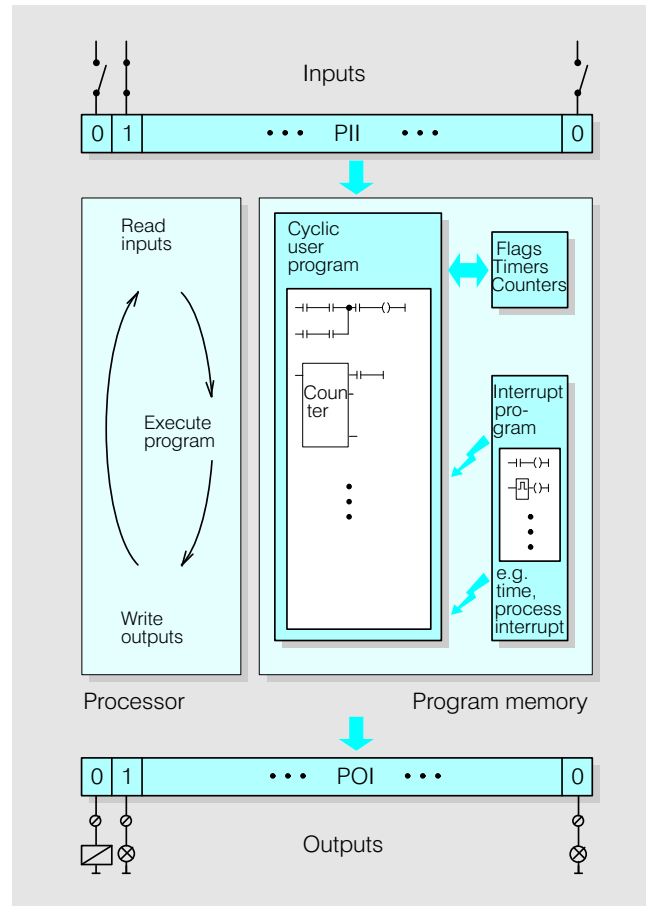 Inputs
0 1 • • • PII • • • 0
Read
inputs
Execute
program
Write
outputs
Processor
Cyclic
user
program
Coun
ter
Flags
Timers
Counters
Interrupt
pro-
gram
e.g.
time,
process
interrupt
Program memory
0 1 • • • POI • • • 0
Outputs